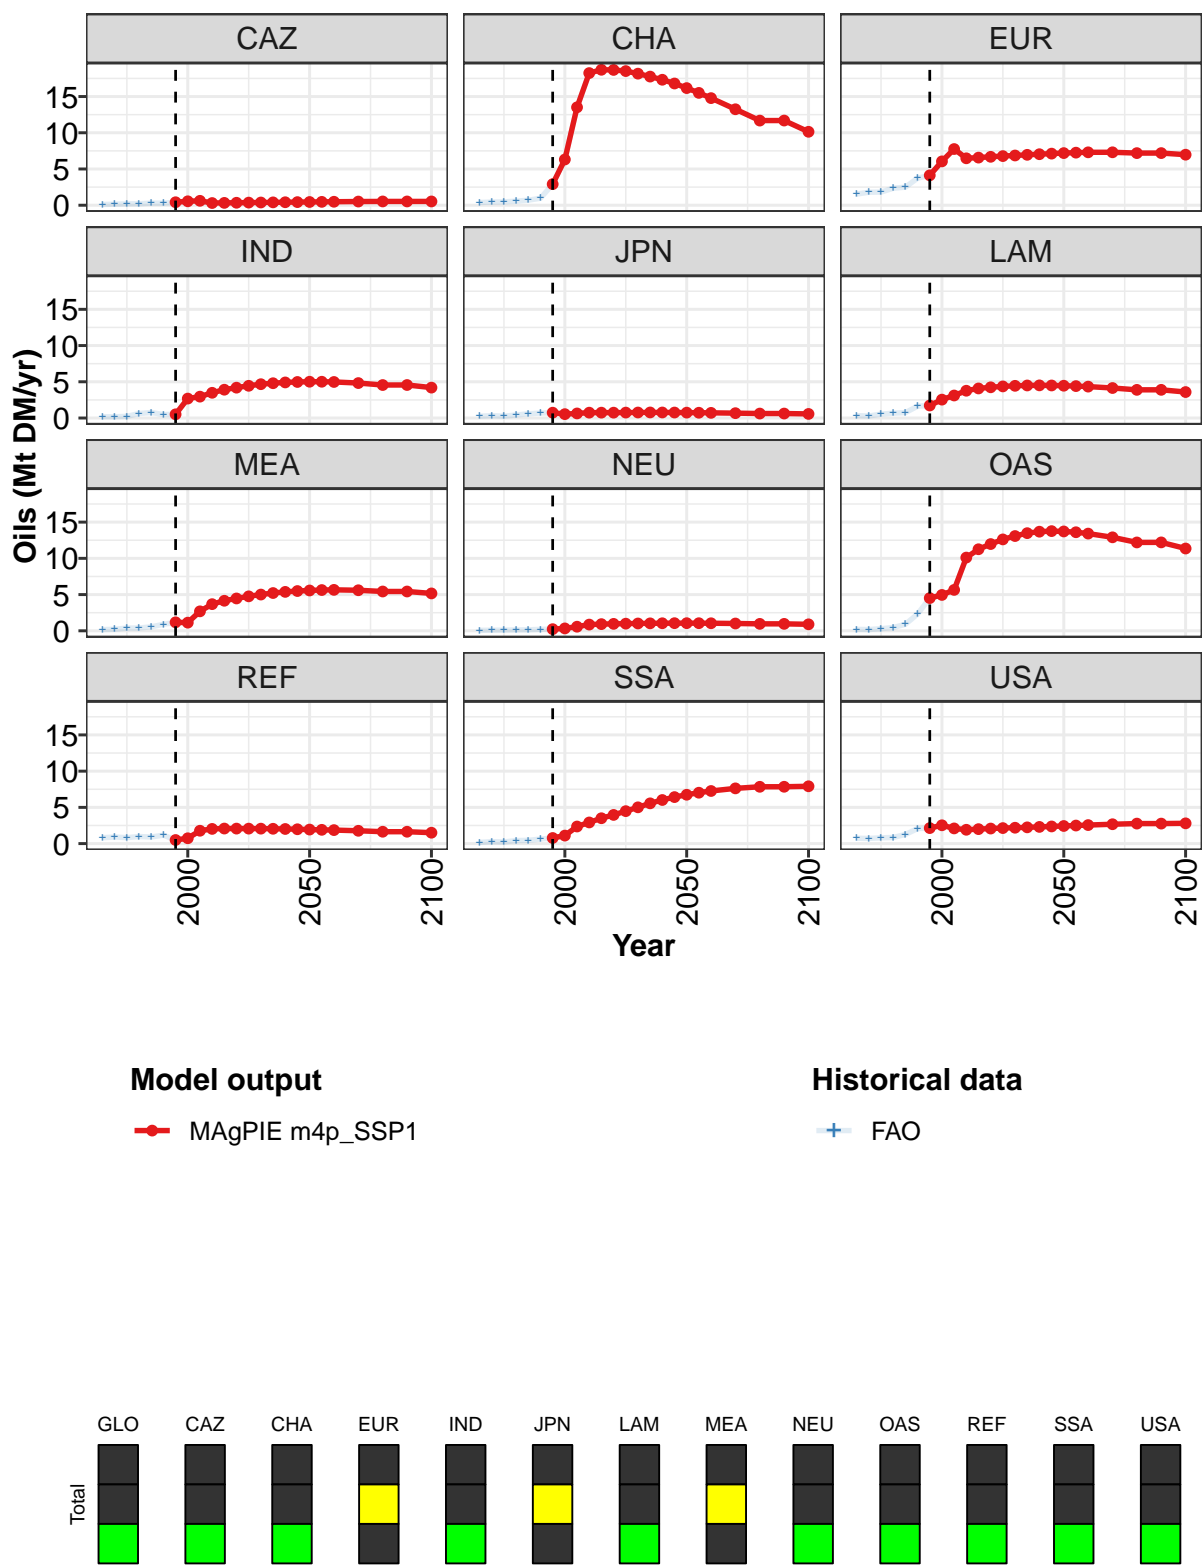 CAZ CHA EUR
15
10
5
0
IND JPN LAM
15
10
5
0
MEA NEU OAS
15
10
5
0
REF SSA USA
15
10
5
0
Oils (Mt DM/yr)
2000 2050 2100 2000 2050 2100 2000 2050 2100
Year
Model output Historical data
MAgPIE m4p_SSP1 FAO
GLO CAZ CHA EUR IND JPN LAM MEA NEU OAS REF SSA USA
Total